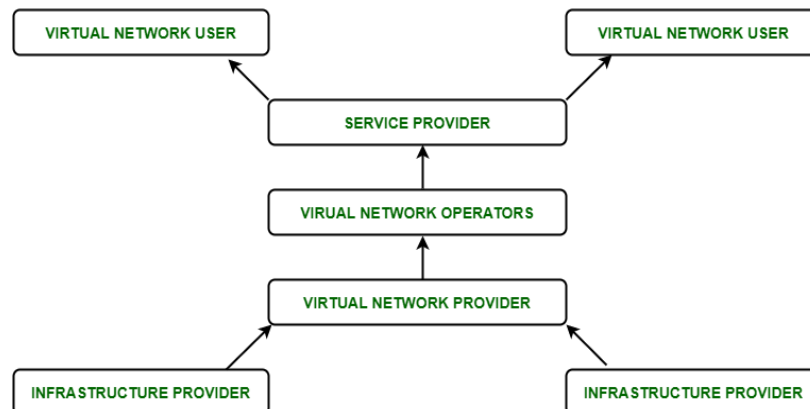 VIRTUAL NETWORK USER
VIRTUAL NETWORK USER
SERVICE PROVIDER
VIRUAL NETWORK OPERATORS
VIRTUAL NETWORK PROVIDER
INFRASTRUCTURE PROVIDER
INFRASTRUCTURE PROVIDER